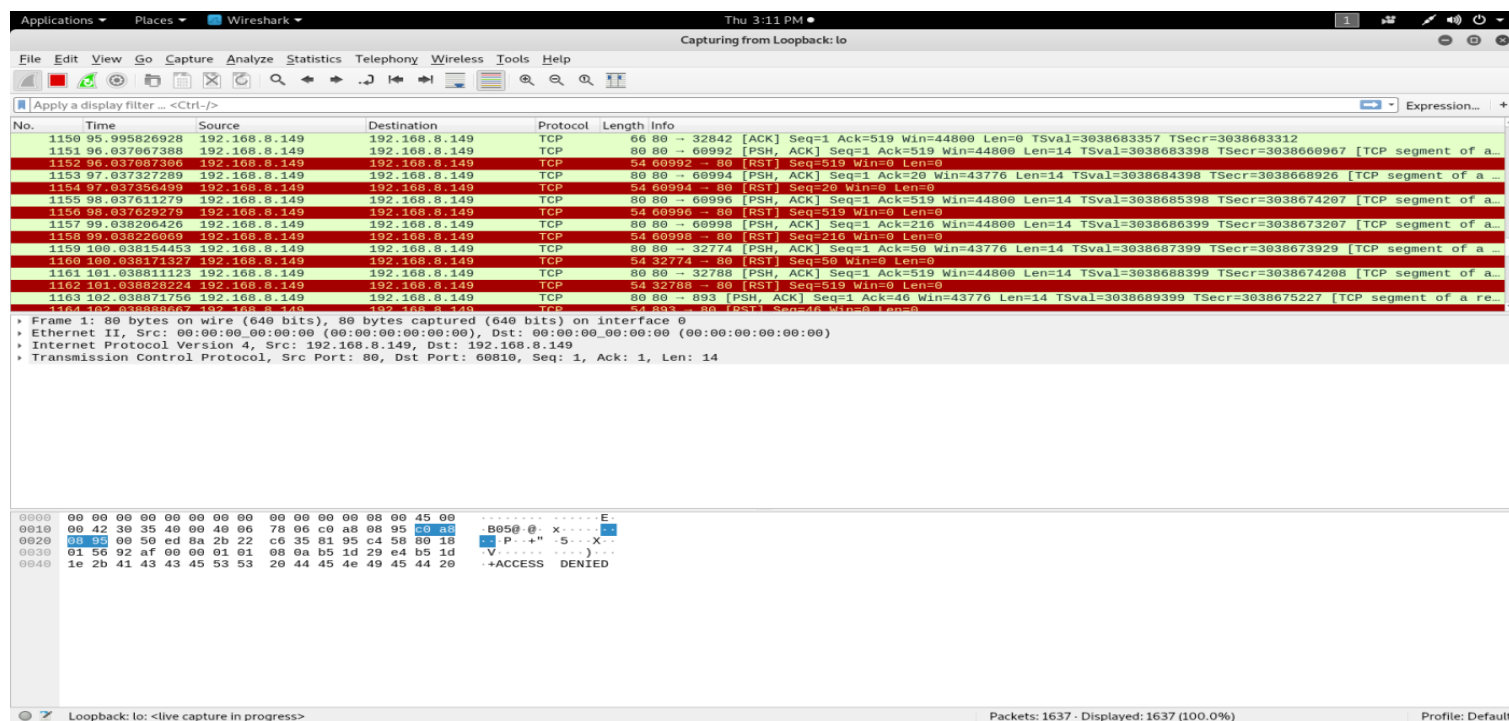 Applications Places Wireshark Thu 3:11 PM 1
Capturing from Loopback: lo
File Edit View Go Capture Analyze Statistics Telephony Wireless Tools Help
Apply a display filter ... <Ctrl-/> Expression... +
No. Time Source Destination Protocol Length Info
1150 95.995826928 192.168.8.149 192.168.8.149 TCP 66 80 → 32842 [ACK] Seq=1 Ack=519 Win=44800 Len=0 TSval=3038683357 TSecr=3038683312
1151 96.037067388 192.168.8.149 192.168.8.149 TCP 80 80 → 60992 [PSH, ACK] Seq=1 Ack=519 Win=44800 Len=14 TSval=3038683398 TSecr=3038660967 [TCP segment of a…
1152 96.037087306 192.168.8.149 192.168.8.149 TCP 54 60992 → 80 [RST] Seq=519 Win=0 Len=0
1153 97.037327289 192.168.8.149 192.168.8.149 TCP 80 80 → 60994 [PSH, ACK] Seq=1 Ack=20 Win=43776 Len=14 TSval=3038684398 TSecr=3038668926 [TCP segment of a …
1154 97.037356499 192.168.8.149 192.168.8.149 TCP 54 60994 → 80 [RST] Seq=20 Win=0 Len=0
1155 98.037611279 192.168.8.149 192.168.8.149 TCP 80 80 → 60996 [PSH, ACK] Seq=1 Ack=519 Win=44800 Len=14 TSval=3038685398 TSecr=3038674207 [TCP segment of a…
1156 98.037629279 192.168.8.149 192.168.8.149 TCP 54 60996 → 80 [RST] Seq=519 Win=0 Len=0
1157 99.038206426 192.168.8.149 192.168.8.149 TCP 80 80 → 60998 [PSH, ACK] Seq=1 Ack=216 Win=44800 Len=14 TSval=3038686399 TSecr=3038673207 [TCP segment of a…
1158 99.038226069 192.168.8.149 192.168.8.149 TCP 54 60998 → 80 [RST] Seq=216 Win=0 Len=0
1159 100.038154453 192.168.8.149 192.168.8.149 TCP 80 80 → 32774 [PSH, ACK] Seq=1 Ack=50 Win=43776 Len=14 TSval=3038687399 TSecr=3038673929 [TCP segment of a …
1160 100.038171327 192.168.8.149 192.168.8.149 TCP 54 32774 → 80 [RST] Seq=50 Win=0 Len=0
1161 101.038811123 192.168.8.149 192.168.8.149 TCP 80 80 → 32788 [PSH, ACK] Seq=1 Ack=519 Win=44800 Len=14 TSval=3038688399 TSecr=3038674208 [TCP segment of a…
1162 101.038828224 192.168.8.149 192.168.8.149 TCP 54 32788 → 80 [RST] Seq=519 Win=0 Len=0
1163 102.038871756 192.168.8.149 192.168.8.149 TCP 80 80 → 893 [PSH, ACK] Seq=1 Ack=46 Win=43776 Len=14 TSval=3038689399 TSecr=3038675227 [TCP segment of a re…
1164 102.038888667 192.168.8.149 192.168.8.149 TCP 54 893 → 80 [RST] Seq=46 Win=0 Len=0
Frame 1: 80 bytes on wire (640 bits), 80 bytes captured (640 bits) on interface 0
Ethernet II, Src: 00:00:00_00:00:00 (00:00:00:00:00:00), Dst: 00:00:00_00:00:00 (00:00:00:00:00:00)
Internet Protocol Version 4, Src: 192.168.8.149, Dst: 192.168.8.149
Transmission Control Protocol, Src Port: 80, Dst Port: 60810, Seq: 1, Ack: 1, Len: 14
0000 00 00 00 00 00 00 00 00 00 00 00 00 08 00 45 00 ········ ······E·
0010 00 42 30 35 40 00 40 06 78 06 c0 a8 08 95 c0 a8 ·B05@·@· x·······
0020 08 95 00 50 ed 8a 2b 22 c6 35 81 95 c4 58 80 18 ···P··+" ·5···X··
0030 01 56 92 af 00 00 01 01 08 0a b5 1d 29 e4 b5 1d ·V······ ····)···
0040 1e 2b 41 43 43 45 53 53 20 44 45 4e 49 45 44 20 ·+ACCESS DENIED
Loopback: lo: <live capture in progress> Packets: 1637 · Displayed: 1637 (100.0%) Profile: Default